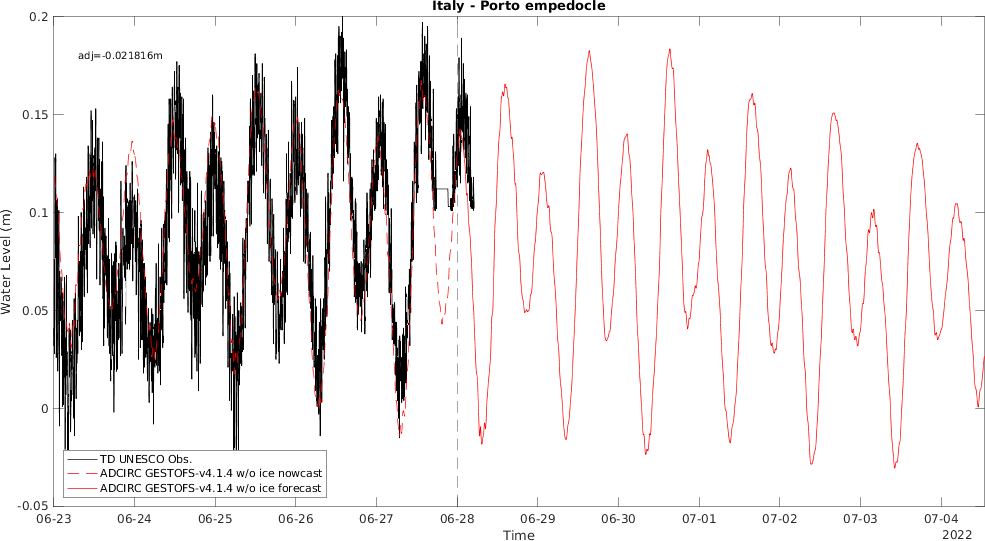 Italy - Porto empedocle
adj=-0.021816m
Water Level (m)
0.2
0.15
0.1
0.05
0
-0.05
TD UNESCO Obs.
ADCIRC GESTOFS-v4.1.4 w/o ice nowcast
ADCIRC GESTOFS-v4.1.4 w/o ice forecast
06-23 06-24 06-25 06-26 06-27 06-28 06-29 06-30 07-01 07-02 07-03 07-04
Time
2022